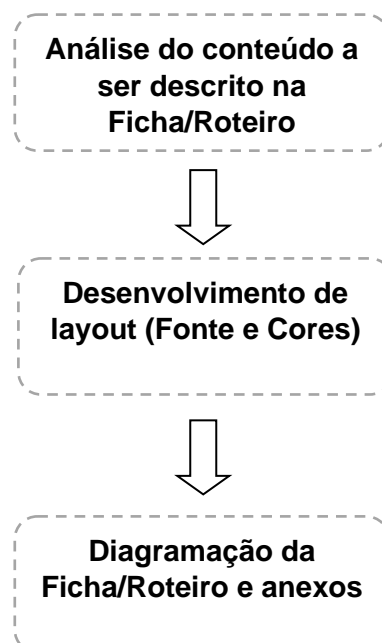 Análise do conteúdo a
ser descrito na
Ficha/Roteiro
Desenvolvimento de
layout (Fonte e Cores)
Diagramação da
Ficha/Roteiro e anexos